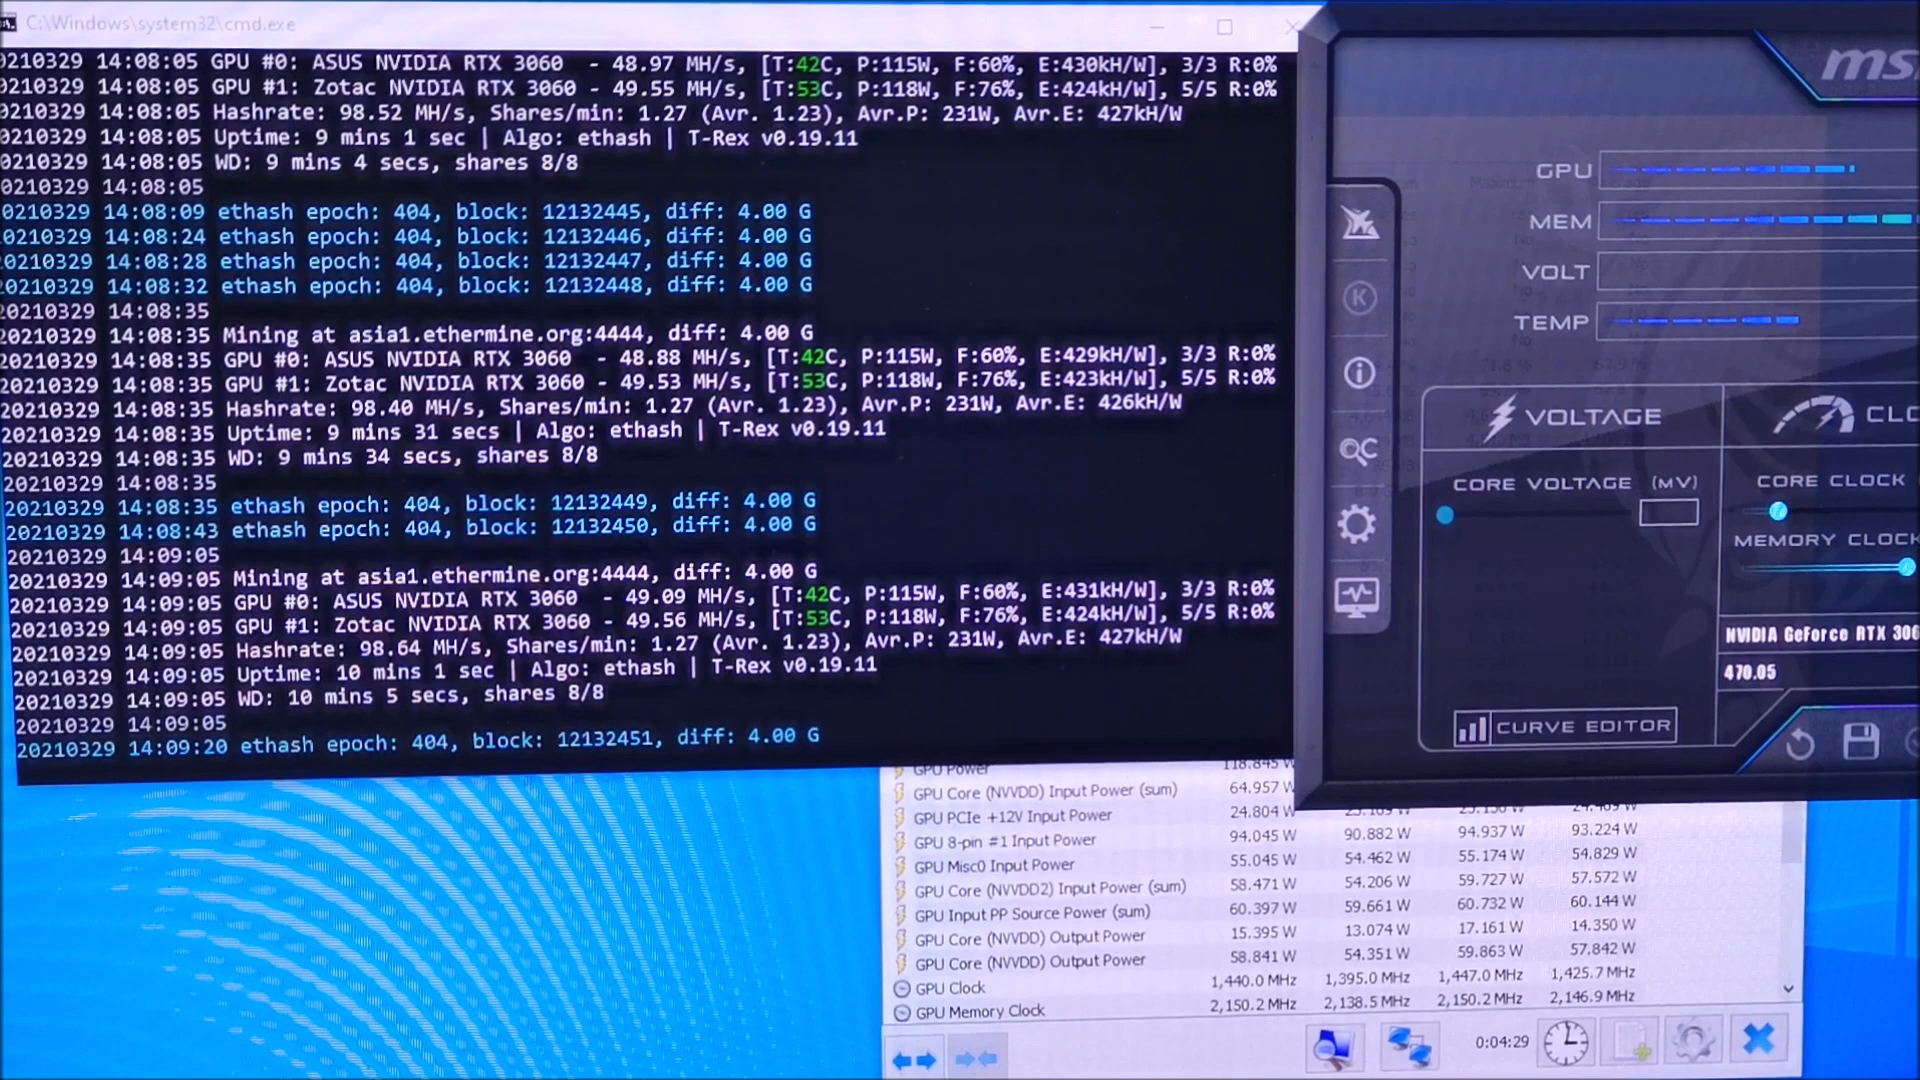 C:\Windows\system32\cmd.exe
20210329 14:08:05 GPU #0: ASUS NVIDIA RTX 3060 - 48.97 MH/s, [T:42C, P:115W, F:60%, E:430kH/W], 3/3 R:0%
20210329 14:08:05 GPU #1: Zotac NVIDIA RTX 3060 - 49.55 MH/s, [T:53C, P:118W, F:76%, E:424kH/W], 5/5 R:0%
20210329 14:08:05 Hashrate: 98.52 MH/s, Shares/min: 1.27 (Avr. 1.23), Avr.P: 231W, Avr.E: 427kH/W
20210329 14:08:05 Uptime: 9 mins 1 sec | Algo: ethash | T-Rex v0.19.11
20210329 14:08:05 WD: 9 mins 4 secs, shares 8/8
20210329 14:08:05
20210329 14:08:09 ethash epoch: 404, block: 12132445, diff: 4.00 G
20210329 14:08:24 ethash epoch: 404, block: 12132446, diff: 4.00 G
20210329 14:08:28 ethash epoch: 404, block: 12132447, diff: 4.00 G
20210329 14:08:32 ethash epoch: 404, block: 12132448, diff: 4.00 G
20210329 14:08:35
20210329 14:08:35 Mining at asia1.ethermine.org:4444, diff: 4.00 G
20210329 14:08:35 GPU #0: ASUS NVIDIA RTX 3060 - 48.88 MH/s, [T:42C, P:115W, F:60%, E:429kH/W], 3/3 R:0%
20210329 14:08:35 GPU #1: Zotac NVIDIA RTX 3060 - 49.53 MH/s, [T:53C, P:118W, F:76%, E:423kH/W], 5/5 R:0%
20210329 14:08:35 Hashrate: 98.40 MH/s, Shares/min: 1.27 (Avr. 1.23), Avr.P: 231W, Avr.E: 426kH/W
20210329 14:08:35 Uptime: 9 mins 31 secs | Algo: ethash | T-Rex v0.19.11
20210329 14:08:35 WD: 9 mins 34 secs, shares 8/8
20210329 14:08:35
20210329 14:08:35 ethash epoch: 404, block: 12132449, diff: 4.00 G
20210329 14:08:43 ethash epoch: 404, block: 12132450, diff: 4.00 G
20210329 14:09:05
20210329 14:09:05 Mining at asia1.ethermine.org:4444, diff: 4.00 G
20210329 14:09:05 GPU #0: ASUS NVIDIA RTX 3060 - 49.09 MH/s, [T:42C, P:115W, F:60%, E:431kH/W], 3/3 R:0%
20210329 14:09:05 GPU #1: Zotac NVIDIA RTX 3060 - 49.56 MH/s, [T:53C, P:118W, F:76%, E:424kH/W], 5/5 R:0%
20210329 14:09:05 Hashrate: 98.64 MH/s, Shares/min: 1.27 (Avr. 1.23), Avr.P: 231W, Avr.E: 427kH/W
20210329 14:09:05 Uptime: 10 mins 1 sec | Algo: ethash | T-Rex v0.19.11
20210329 14:09:05 WD: 10 mins 5 secs, shares 8/8
20210329 14:09:05
20210329 14:09:20 ethash epoch: 404, block: 12132451, diff: 4.00 G
msi
GPU
MEM
VOLT
TEMP
K
OC
VOLTAGE
CLO
CORE VOLTAGE (MV)
CORE CLOCK
MEMORY CLOCK
NVIDIA GeForce RTX 306
470.05
CURVE EDITOR
GPU Power 118.845 W
GPU Core (NVVDD) Input Power (sum) 64.957 W
GPU PCIe +12V Input Power 24.804 W
GPU 8-pin #1 Input Power 94.045 W 90.882 W 94.937 W 93.224 W
GPU Misc0 Input Power 55.045 W 54.462 W 55.174 W 54.829 W
GPU Core (NVVDD2) Input Power (sum) 58.471 W 54.206 W 59.727 W 57.572 W
GPU Input PP Source Power (sum) 60.397 W 59.661 W 60.732 W 60.144 W
GPU Core (NVVDD) Output Power 15.395 W 13.074 W 17.161 W 14.350 W
GPU Core (NVVDD) Output Power 58.841 W 54.351 W 59.863 W 57.842 W
GPU Clock 1,440.0 MHz 1,395.0 MHz 1,447.0 MHz 1,425.7 MHz
GPU Memory Clock 2,150.2 MHz 2,138.5 MHz 2,150.2 MHz 2,146.9 MHz
0:04:29